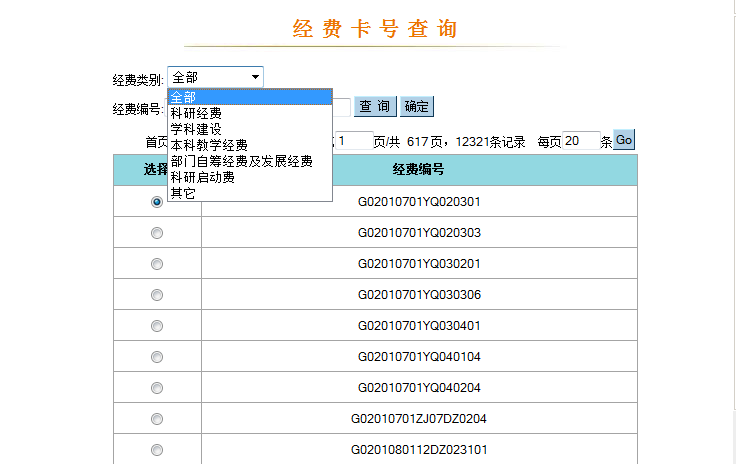 经费卡号查询
经费类别: 全部
全部
经费编号: 查 询 确定
科研经费
学科建设
首页 1 页/共 617页，12321条记录 每页 20 条 Go
本科教学经费
部门自筹经费及发展经费
选择 经费编号
科研启动费
其它
G02010701YQ020301
G02010701YQ020303
G02010701YQ030201
G02010701YQ030306
G02010701YQ030401
G02010701YQ040104
G02010701YQ040204
G02010701ZJ07DZ0204
G0201080112DZ023101